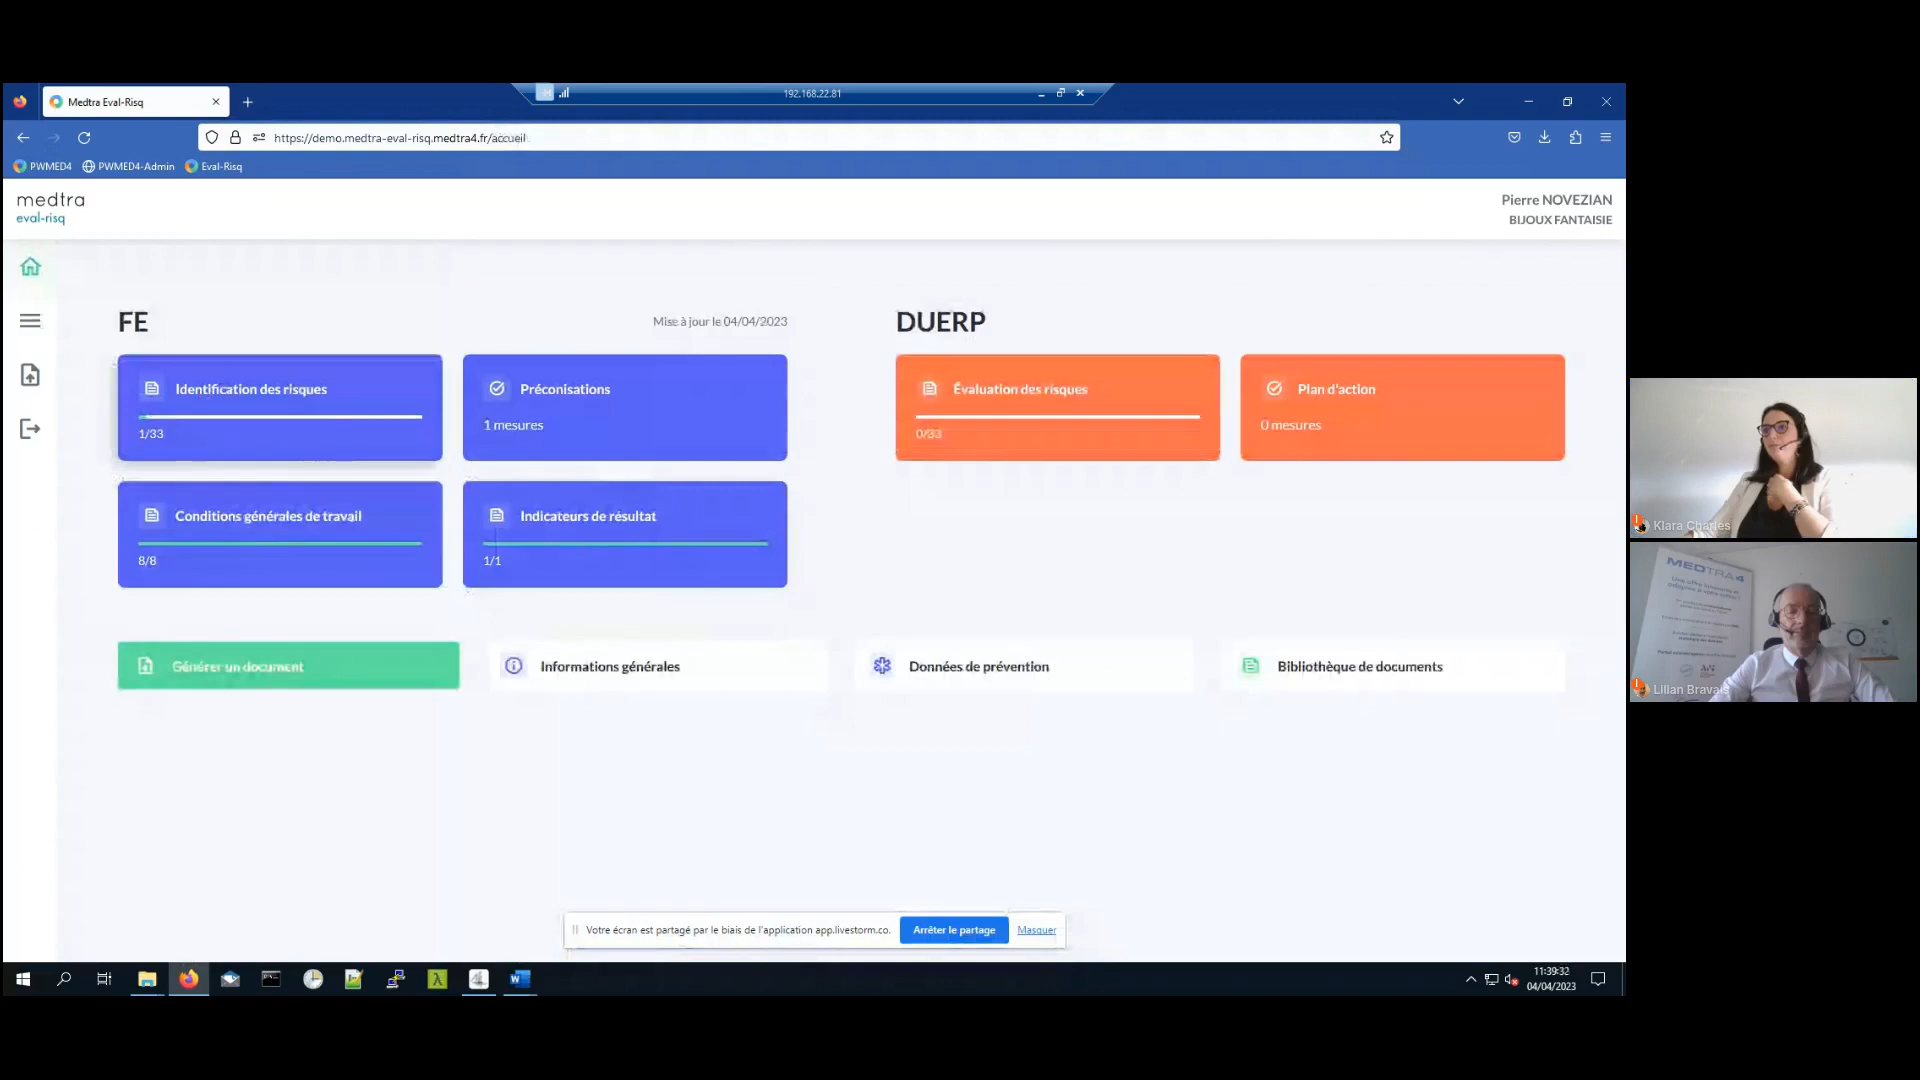 Medtra Eval-Risq
192.168.22.81
https://demo.medtra-eval-risq.medtra4.fr/accueil
PWMED4 PWMED4-Admin Eval-Risq
medtra
eval-risq
Pierre NOVEZIAN
BIJOUX FANTAISIE
FE
Mise à jour le 04/04/2023
DUERP
Identification des risques
1/33
Préconisations
1 mesures
Évaluation des risques
0/33
Plan d'action
0 mesures
Conditions générales de travail
8/8
Indicateurs de résultat
1/1
Générer un document
Informations générales
Données de prévention
Bibliothèque de documents
Klara Charles
MEDTRA4
Lilian Bravais
Votre écran est partagé par le biais de l'application app.livestorm.co.
Arrêter le partage
Masquer
11:39:32
04/04/2023